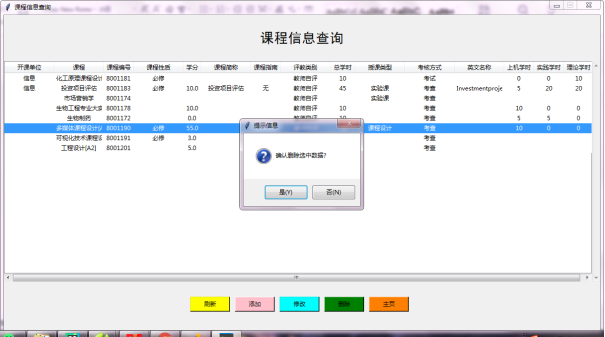 课程信息查询
课程信息查询
开课单位 课程 课程编号 课程性质 学分 课程简称 课程指南 评教类别 总学时 授课类型 考核方式 英文名称 上机学时 实践学时 理论学时
信息 化工原理课程设计 8001181 必修 教师自评 10 考试 0 0 10
信息 投资项目评估 8001183 必修 10.0 投资项目评估 无 教师自评 45 实验课 考查 Investmentproje 5 20 20
市场营销学 8001174 教师自评 实验课 考查
生物工程专业大实 8001178 10.0 教师自评 10 考查 10 0 0
生物制药 8001172 0.0 教师自评 10 考查 5 5 0
多媒体课程设计(A 8001190 必修 55.0 课程设计 考查 10 0 0
可视化技术课程设 8001191 必修 3.0 考查
工程设计[A2] 8001201 5.0 考查
提示信息
确认删除选中数据?
是(Y) 否(N)
刷新 添加 修改 删除 主页